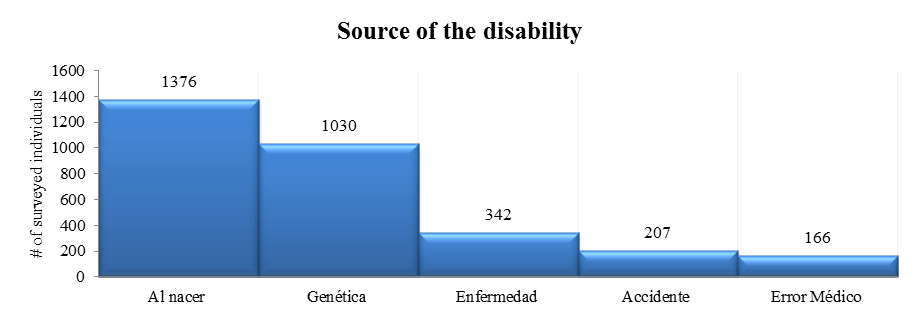 Source of the disability
# of surveyed individuals
1600
1400
1200
1000
800
600
400
200
0
1376
1030
342
207
166
Al nacer
Genética
Enfermedad
Accidente
Error Médico